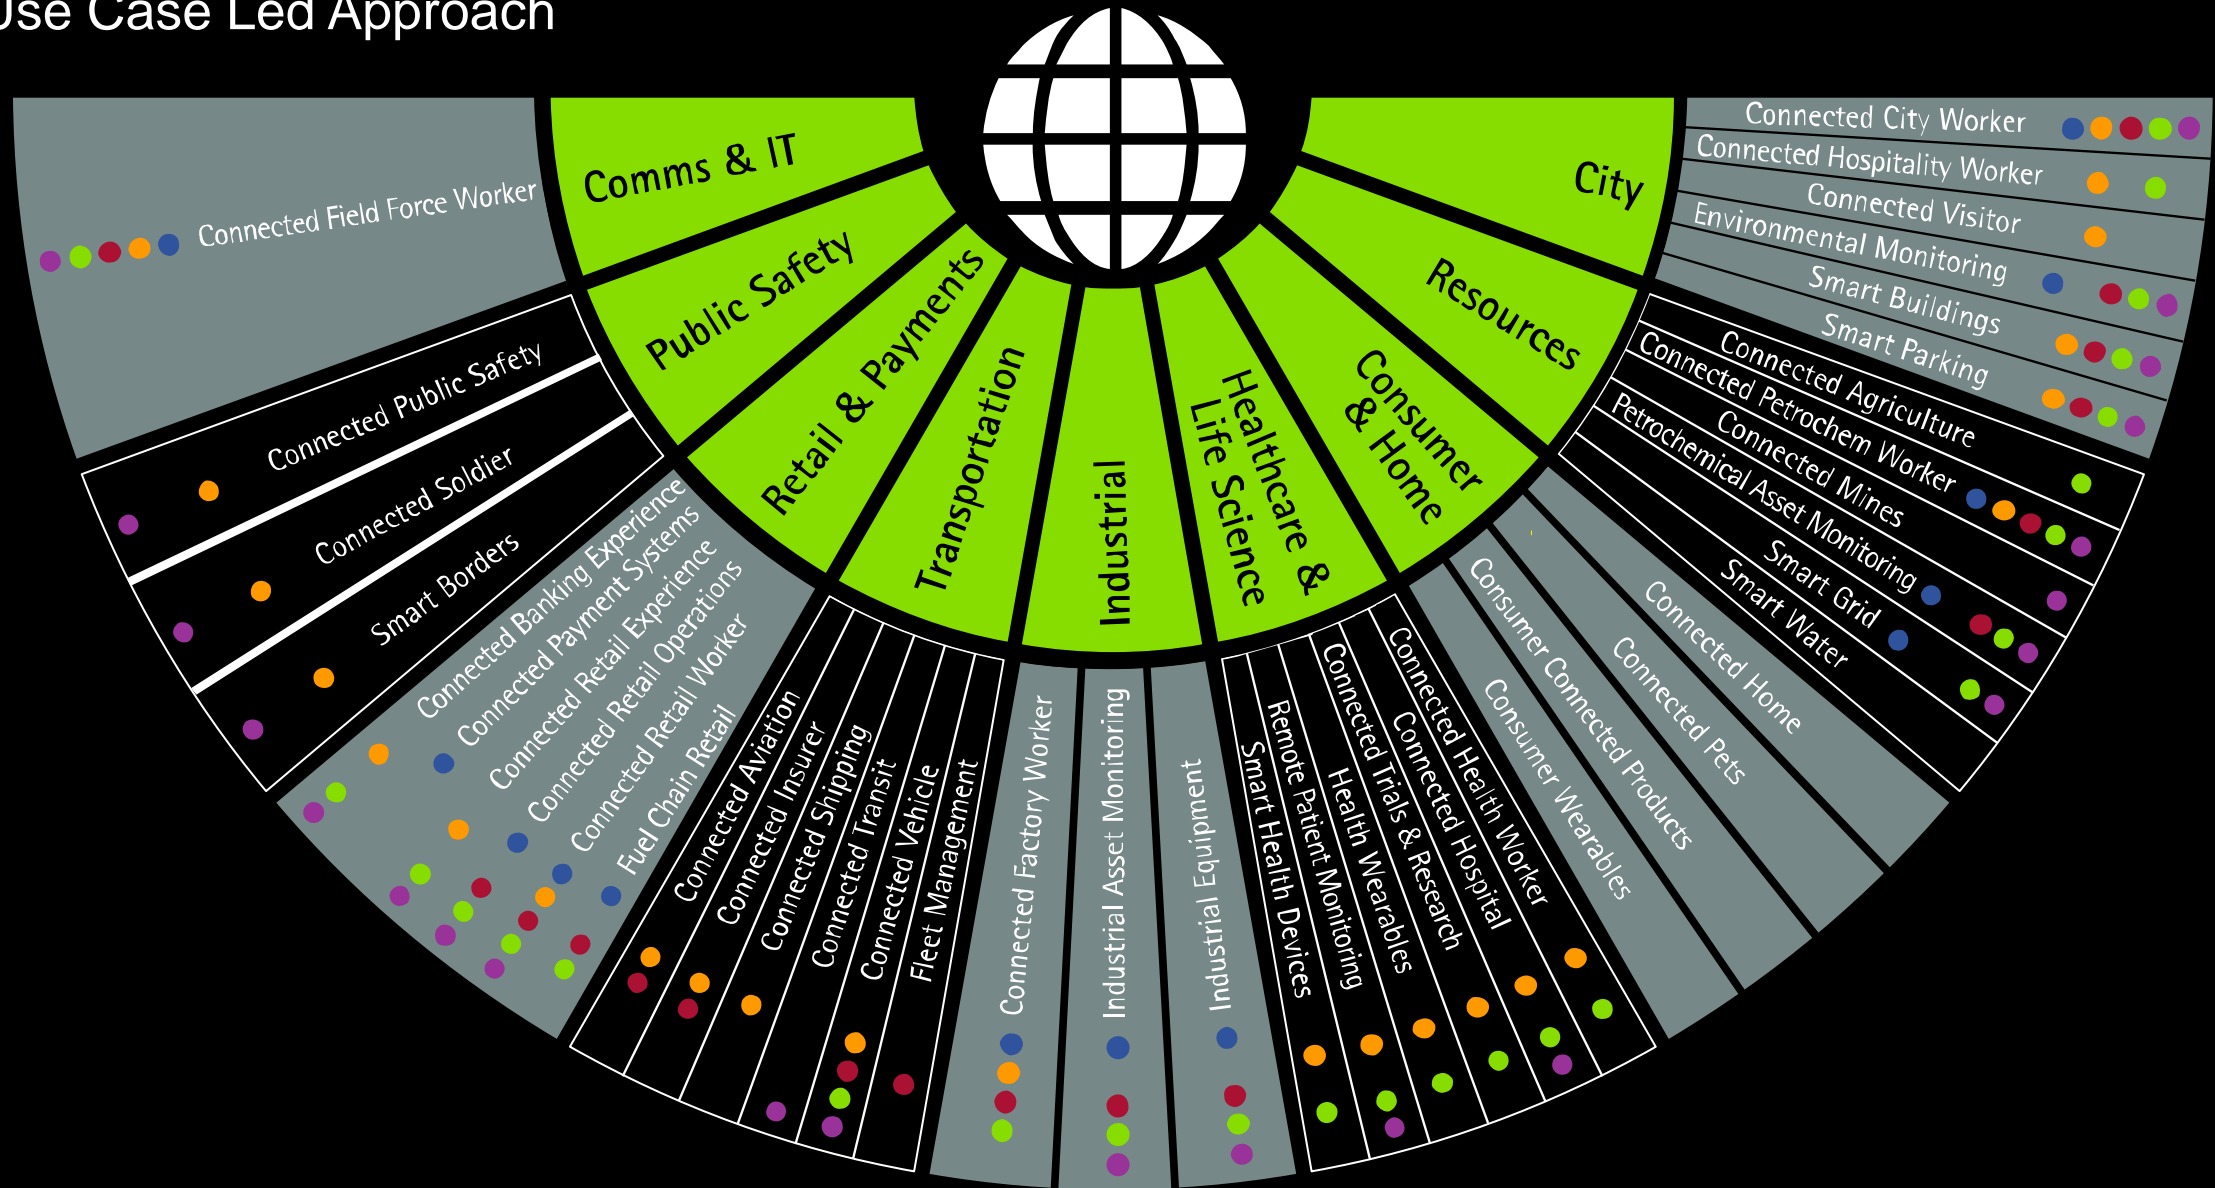 Use Case Led Approach
Comms & IT
Connected Field Force Worker
Public Safety
Connected Public Safety
Connected Soldier
Smart Borders
Retail & Payments
Connected Banking Experience
Connected Payment Systems
Connected Retail Experience
Connected Retail Operations
Connected Retail Worker
Fuel Chain Retail
Transportation
Connected Aviation
Connected Insurer
Connected Shipping
Connected Transit
Connected Vehicle
Fleet Management
Industrial
Connected Factory Worker
Industrial Asset Monitoring
Industrial Equipment
Healthcare &
Life Science
Smart Health Devices
Remote Patient Monitoring
Health Wearables
Connected Trials & Research
Connected Hospital
Connected Health Worker
Consumer
& Home
Consumer Wearables
Consumer Connected Products
Connected Pets
Connected Home
Resources
Connected Agriculture
Connected Petrochem Worker
Connected Mines
Petrochemical Asset Monitoring
Smart Grid
Smart Water
City
Connected City Worker
Connected Hospitality Worker
Connected Visitor
Environmental Monitoring
Smart Buildings
Smart Parking